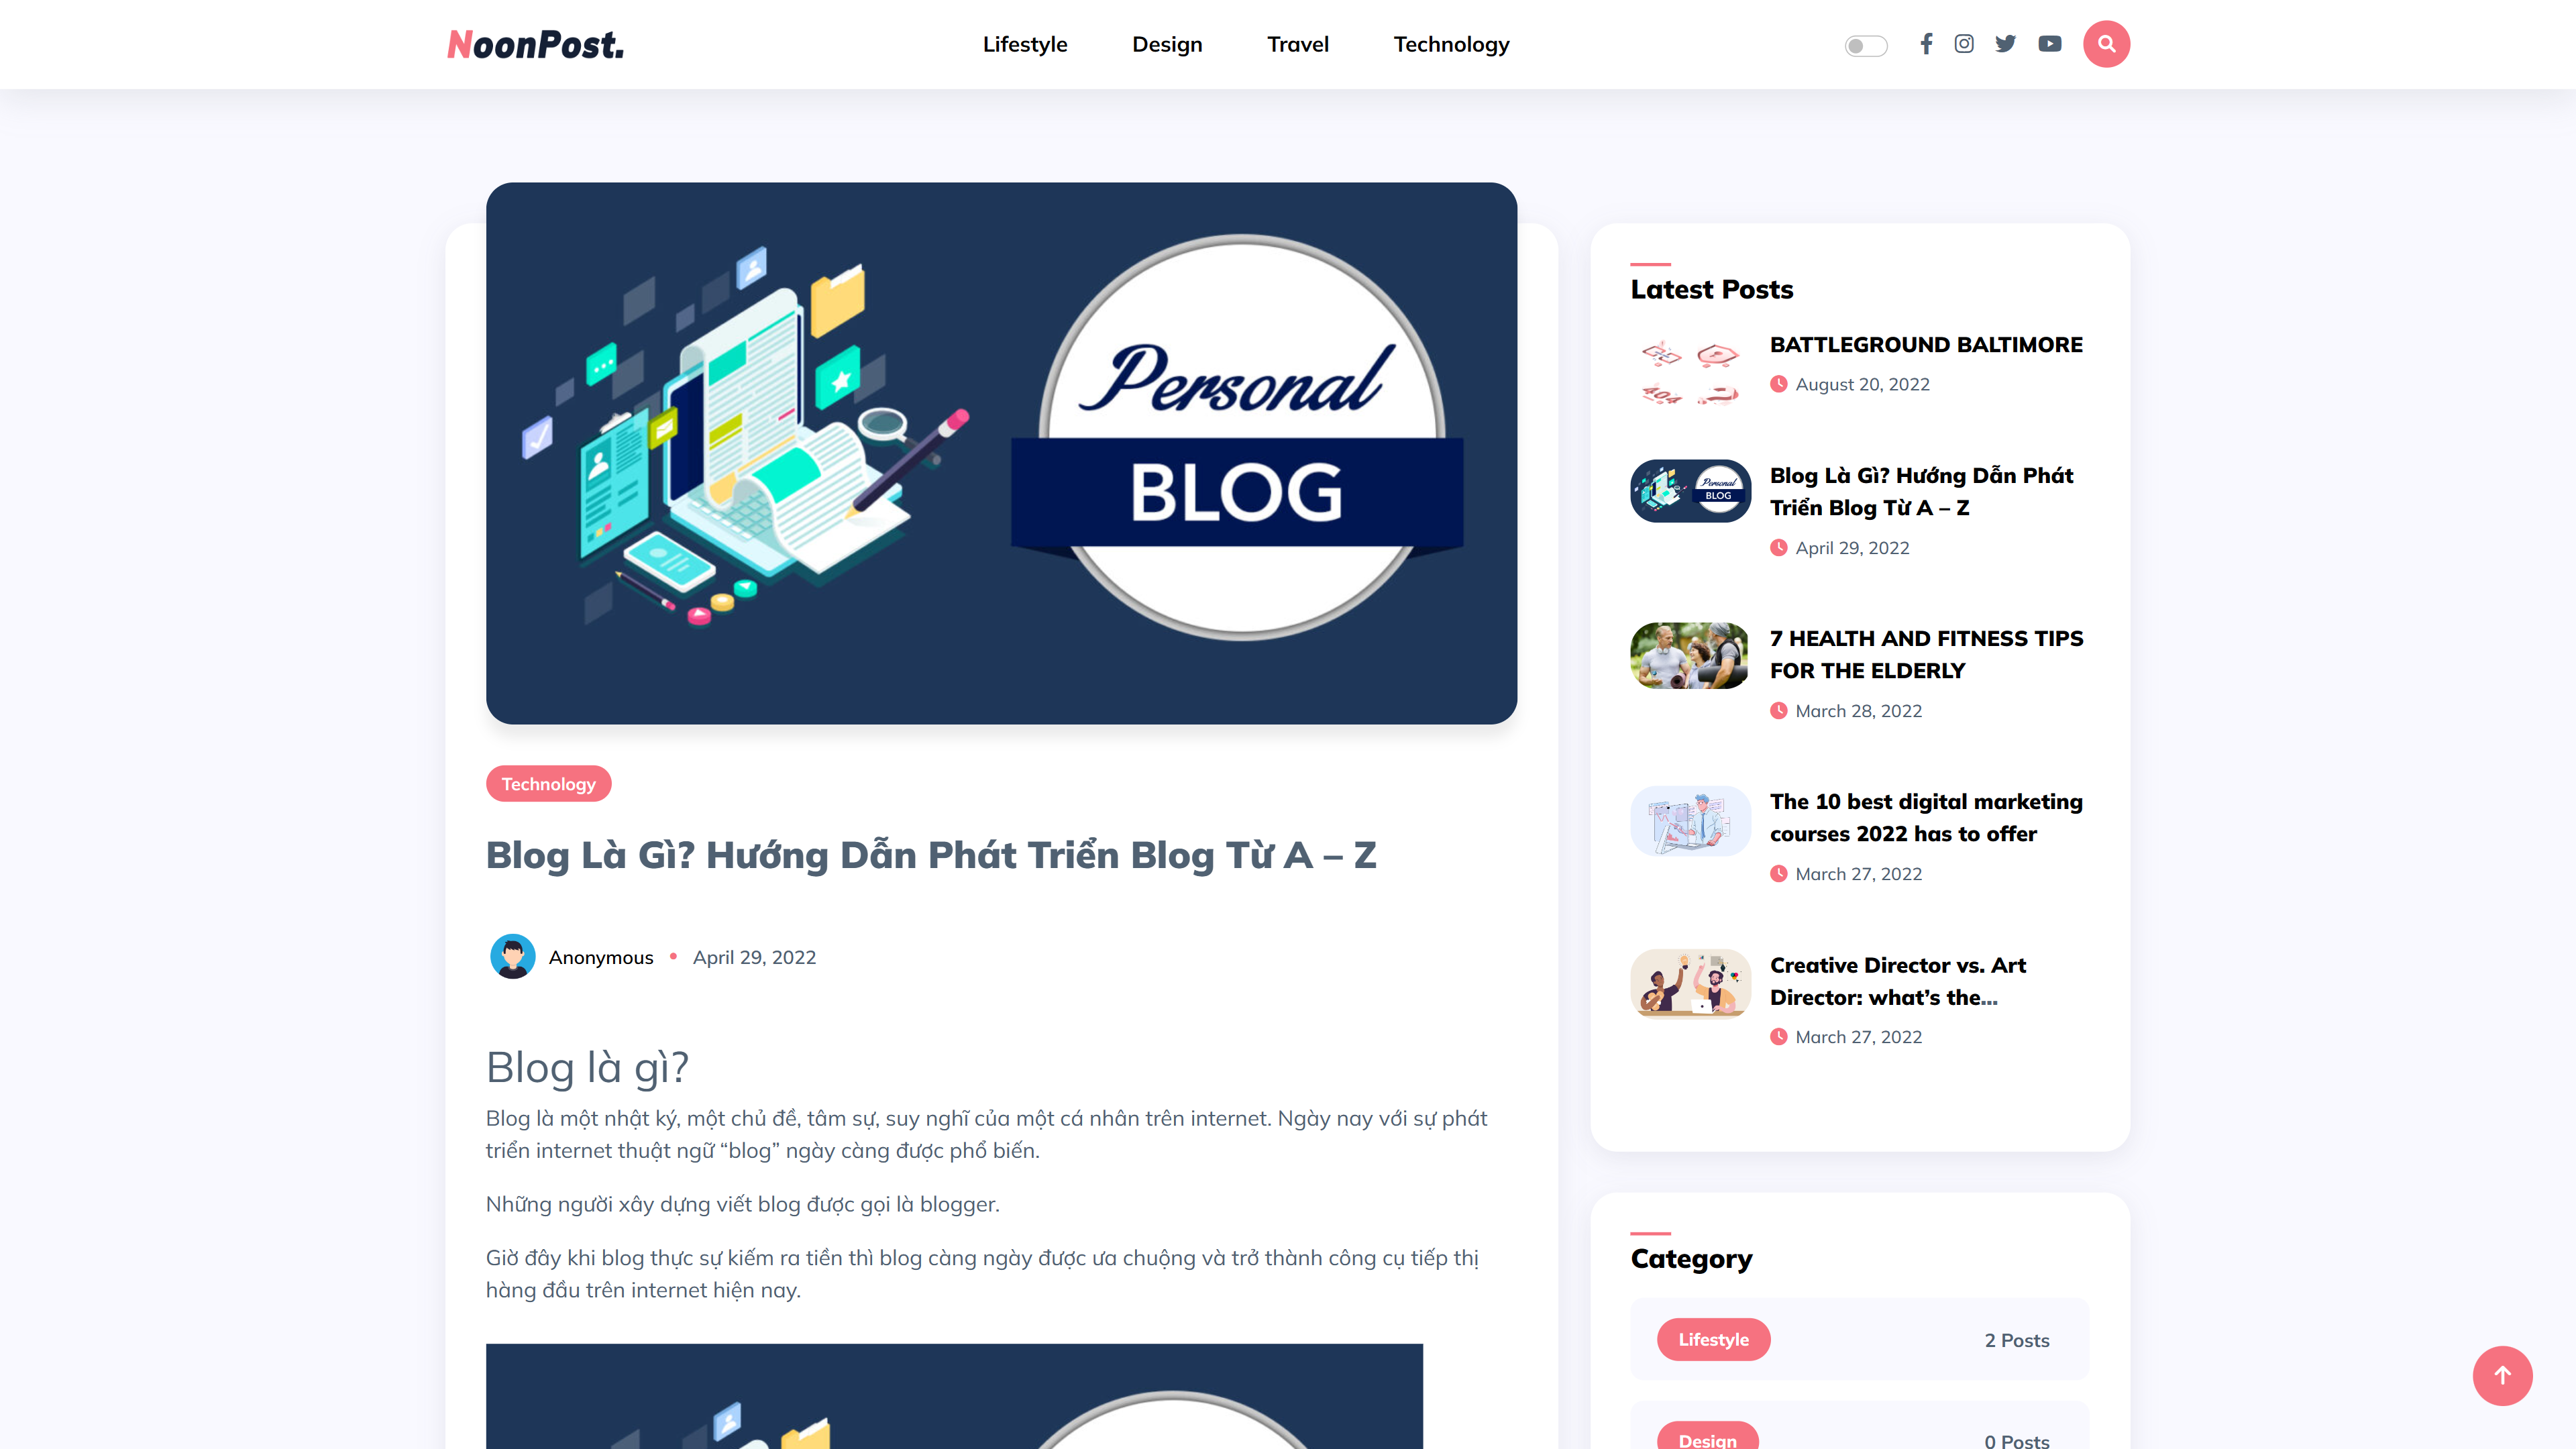 NoonPost.
Lifestyle
Design
Travel
Technology
Personal
BLOG
Technology
Blog Là Gì? Hướng Dẫn Phát Triển Blog Từ A – Z
Anonymous
April 29, 2022
Blog là gì?
Blog là một nhật ký, một chủ đề, tâm sự, suy nghĩ của một cá nhân trên internet. Ngày nay với sự phát
triển internet thuật ngữ “blog” ngày càng được phổ biến.
Những người xây dựng viết blog được gọi là blogger.
Giờ đây khi blog thực sự kiếm ra tiền thì blog càng ngày được ưa chuộng và trở thành công cụ tiếp thị
hàng đầu trên internet hiện nay.
Latest Posts
404
BATTLEGROUND BALTIMORE
August 20, 2022
Personal
BLOG
Blog Là Gì? Hướng Dẫn Phát
Triển Blog Từ A – Z
April 29, 2022
7 HEALTH AND FITNESS TIPS
FOR THE ELDERLY
March 28, 2022
The 10 best digital marketing
courses 2022 has to offer
March 27, 2022
Creative Director vs. Art
Director: what’s the...
March 27, 2022
Category
Lifestyle
2 Posts
Design
0 Posts